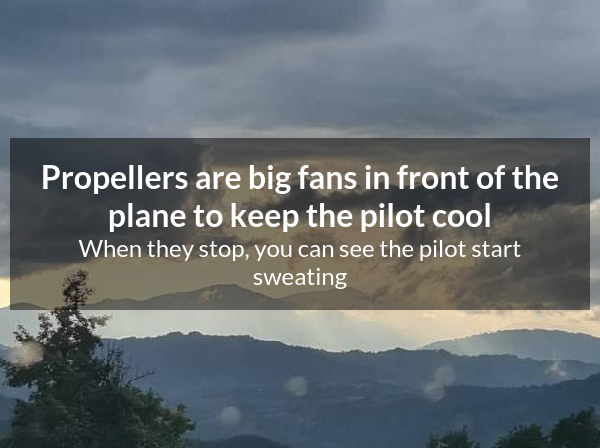 Propellers are big fans in front of the
plane to keep the pilot cool
When they stop, you can see the pilot start
sweating